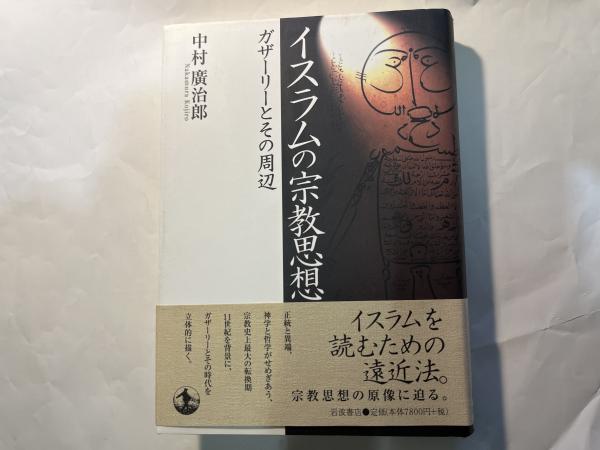 イスラムの宗教思想
ガザーリーとその周辺
中村 廣治郎
Nakamura Kojiro
イスラムを
読むための
遠近法。
宗教思想の原像に迫る。
岩波書店●定価(本体7800円+税)
正統と異端、
神学と哲学がせめぎあう、
宗教史上最大の転換期
11世紀を背景に、
ガザーリーとその時代を
立体的に描く。